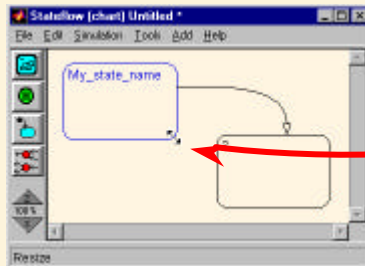 Stateflow (chart) Untitled *
File Edit Simulation Tools Add Help
My_state_name
?
100%
Resize